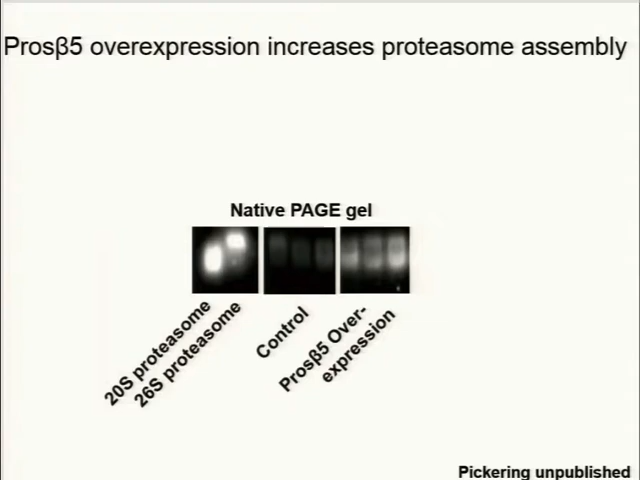 Prosβ5 overexpression increases proteasome assembly
Native PAGE gel
20S proteasome
26S proteasome
Control
Prosβ5 Over-
expression
Pickering unpublished